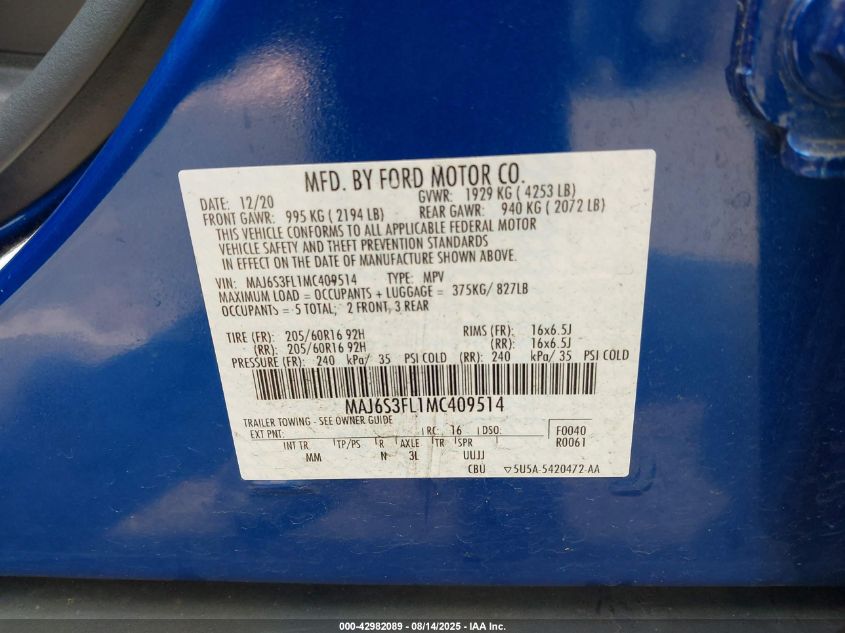 MFD. BY FORD MOTOR CO.
DATE: 12/20 GVWR: 1929 KG ( 4253 LB)
FRONT GAWR: 995 KG ( 2194 LB) REAR GAWR: 940 KG ( 2072 LB)
THIS VEHICLE CONFORMS TO ALL APPLICABLE FEDERAL MOTOR
VEHICLE SAFETY AND THEFT PREVENTION STANDARDS
IN EFFECT ON THE DATE OF MANUFACTURE SHOWN ABOVE.
VIN: MAJ6S3FL1MC409514 TYPE: MPV
MAXIMUM LOAD = OCCUPANTS + LUGGAGE = 375KG/ 827LB
OCCUPANTS = 5 TOTAL; 2 FRONT, 3 REAR
TIRE (FR): 205/60R16 92H RIMS (FR): 16x6.5J
(RR): 205/60R16 92H (RR): 16x6.5J
PRESSURE (FR): 240 kPa/ 35 PSI COLD (RR): 240 kPa/ 35 PSI COLD
MAJ6S3FL1MC409514
TRAILER TOWING - SEE OWNER GUIDE
EXT PNT: RC: 16 DSO: F0040
INT TR TP/PS R AXLE TR SPR R0061
MM N 3L UUJJ
CBU ▽5U5A-5420472-AA
000-42982089 - 08/14/2025 - IAA Inc.